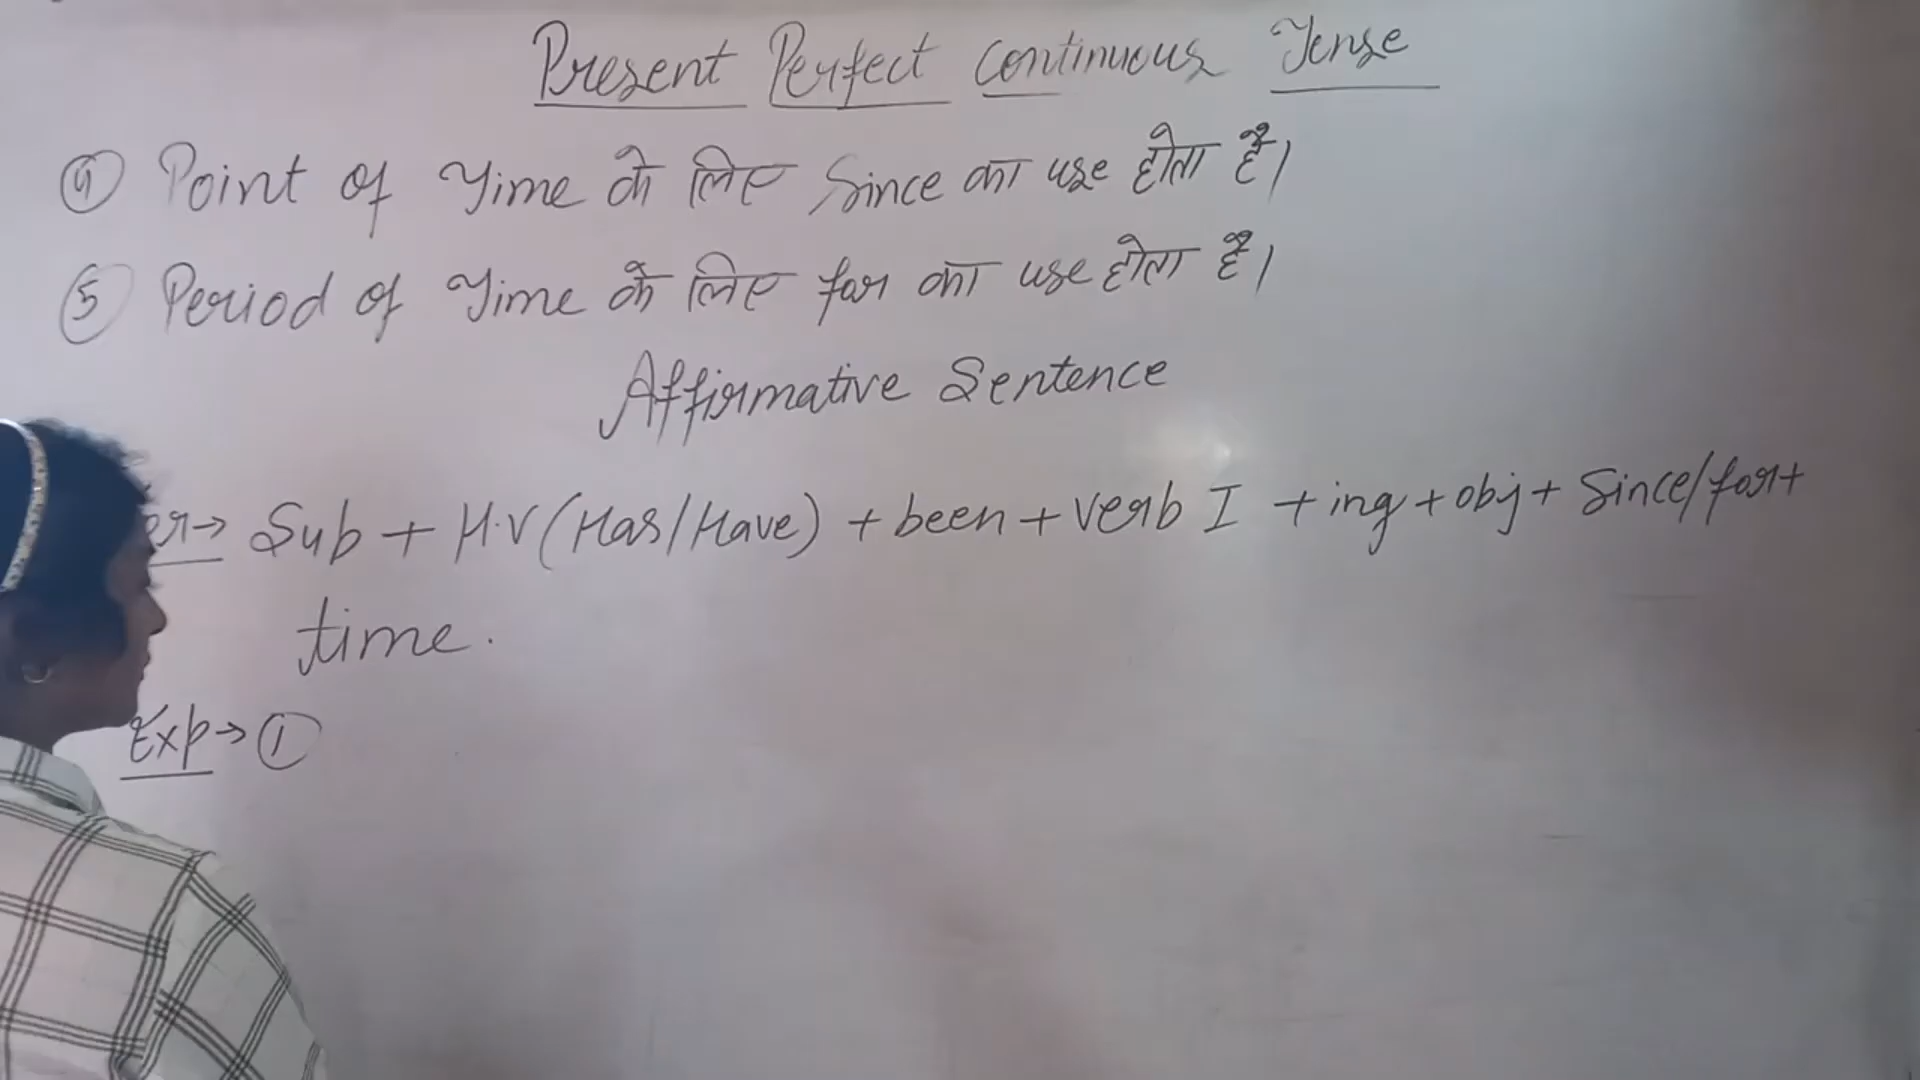 Present Perfect Continuous Tense
④ Point of Time के लिए Since का use होता है।
⑤ Period of Time के लिए for का use होता है।
Affirmative Sentence
→ Sub + H.V (Has/Have) + been + verb I + ing + obj + Since/for +
time.
Exp → ①